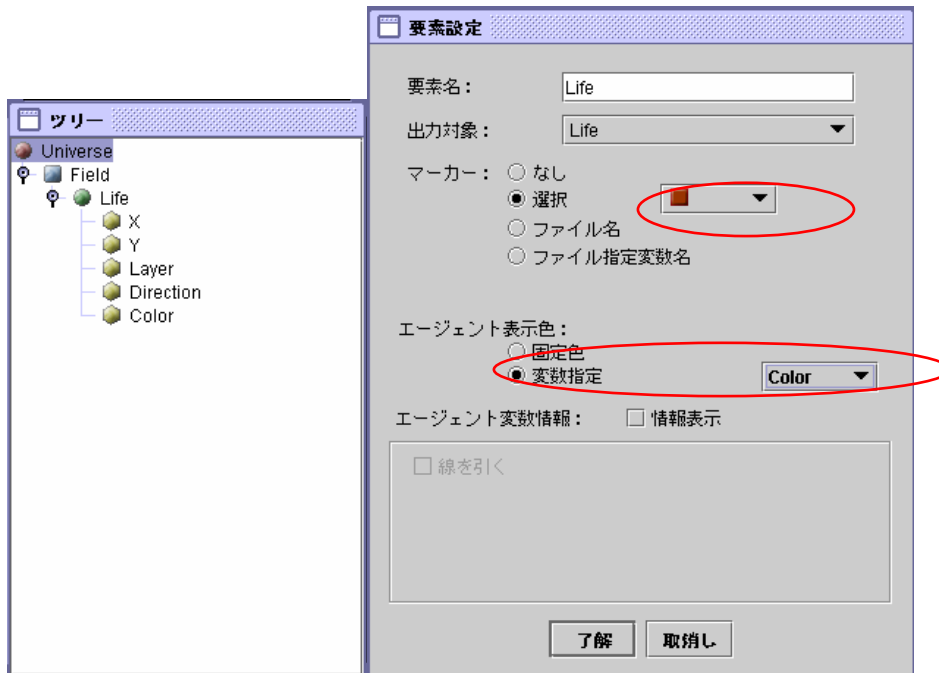 ツリー
Universe
Field
Life
X
Y
Layer
Direction
Color
要素設定
要素名：
Life
出力対象：
Life
マーカー：
なし
選択
ファイル名
ファイル指定変数名
エージェント表示色：
固定色
変数指定
Color
エージェント変数情報：
情報表示
線を引く
了解
取消し